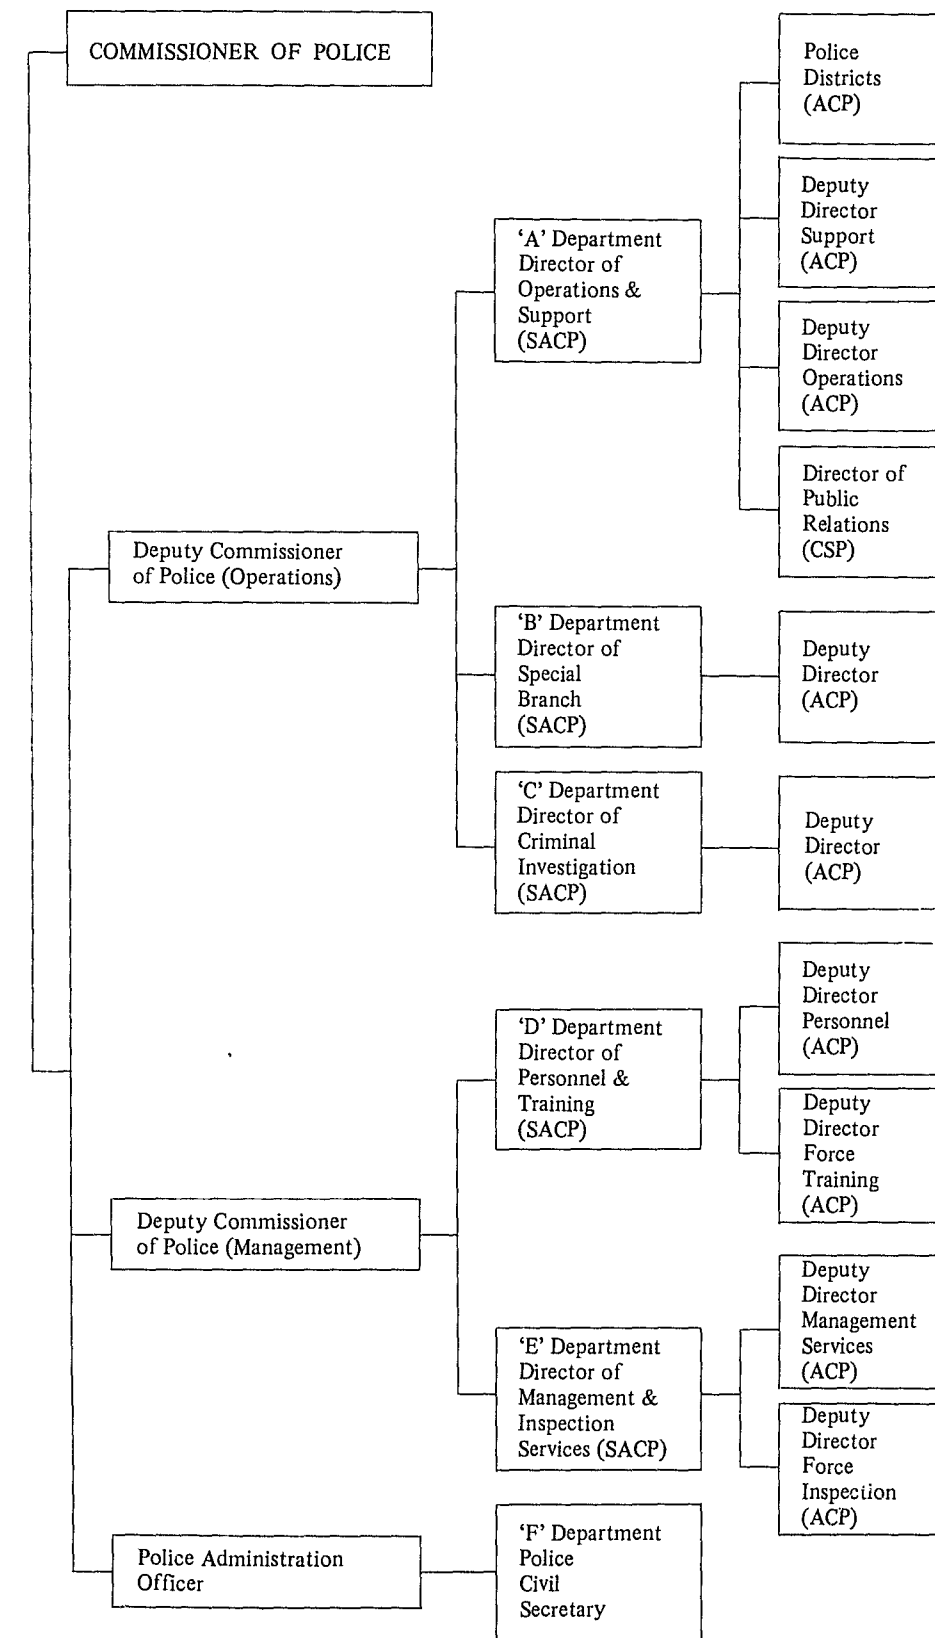 COMMISSIONER OF POLICE
Police
Districts
(ACP)
Deputy
Director
Support
(ACP)
'A' Department
Director of
Operations &
Support
(SACP)
Deputy
Director
Operations
(ACP)
Director of
Public
Relations
(CSP)
Deputy Commissioner
of Police (Operations)
'B' Department
Director of
Special
Branch
(SACP)
Deputy
Director
(ACP)
'C' Department
Director of
Criminal
Investigation
(SACP)
Deputy
Director
(ACP)
Deputy
Director
Personnel
(ACP)
'D' Department
Director of
Personnel &
Training
(SACP)
Deputy
Director
Force
Training
(ACP)
Deputy Commissioner
of Police (Management)
Deputy
Director
Management
Services
(ACP)
'E' Department
Director of
Management &
Inspection
Services (SACP)
Deputy
Director
Force
Inspection
(ACP)
Police Administration
Officer
'F' Department
Police
Civil
Secretary